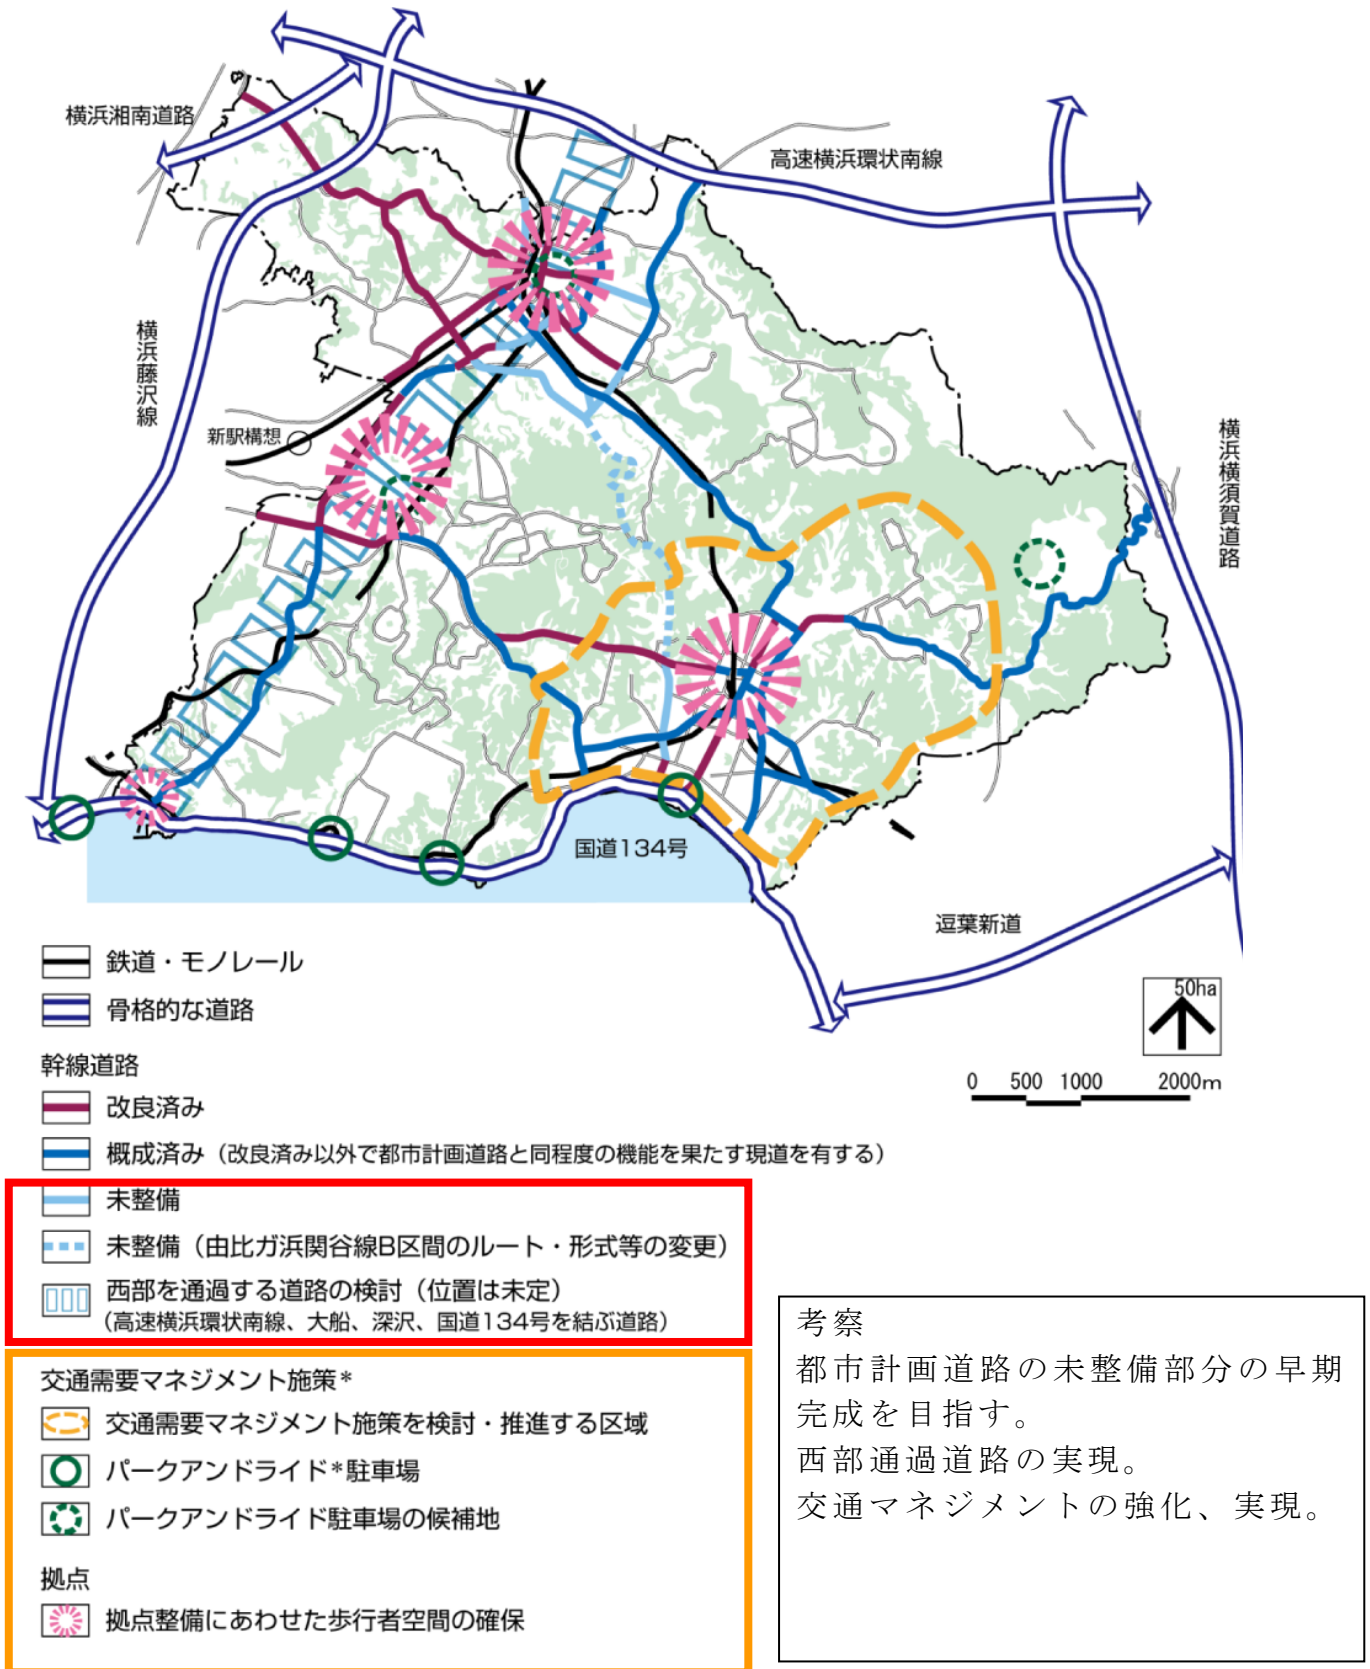 横浜湘南道路
高速横浜環状南線
横浜藤沢線
新駅構想
横浜横須賀道路
国道134号
逗葉新道
鉄道・モノレール
骨格的な道路
50ha
0 500 1000 2000m
幹線道路
改良済み
概成済み（改良済み以外で都市計画道路と同程度の機能を果たす現道を有する）
未整備
未整備（由比ガ浜関谷線B区間のルート・形式等の変更）
西部を通過する道路の検討（位置は未定）
（高速横浜環状南線、大船、深沢、国道134号を結ぶ道路）
交通需要マネジメント施策*
交通需要マネジメント施策を検討・推進する区域
パークアンドライド*駐車場
パークアンドライド駐車場の候補地
拠点
拠点整備にあわせた歩行者空間の確保
考察
都市計画道路の未整備部分の早期
完成を目指す。
西部通過道路の実現。
交通マネジメントの強化、実現。